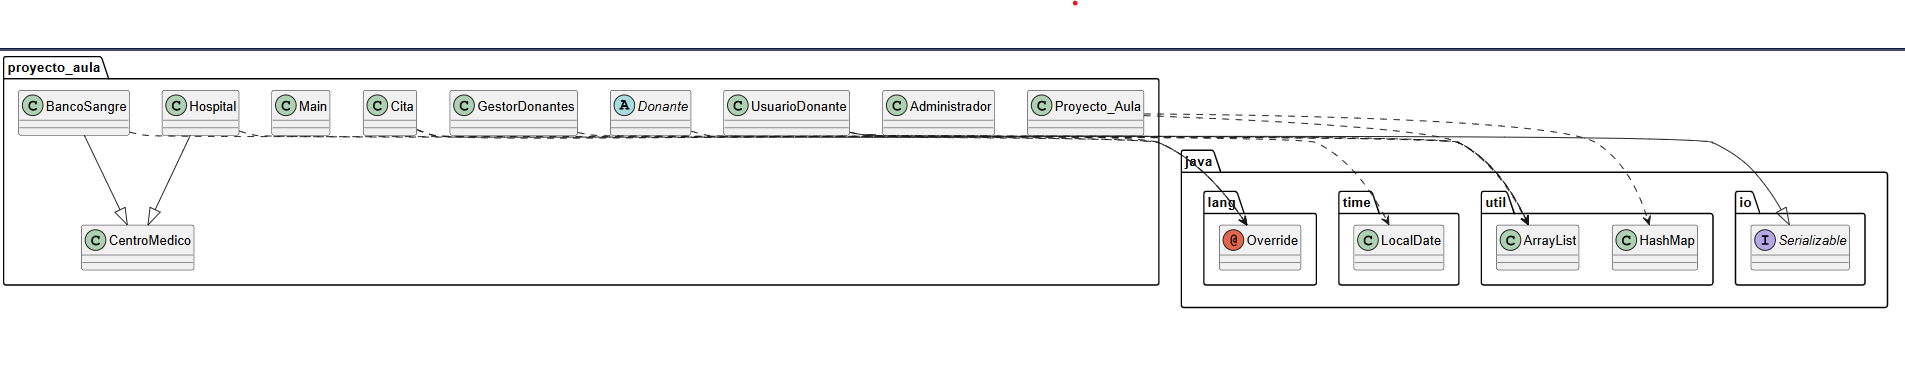 proyecto_aula
C BancoSangre
C Hospital
C Main
C Cita
C GestorDonantes
A Donante
C UsuarioDonante
C Administrador
C Proyecto_Aula
C CentroMedico
java
lang
@ Override
time
C LocalDate
util
C ArrayList
C HashMap
io
I Serializable